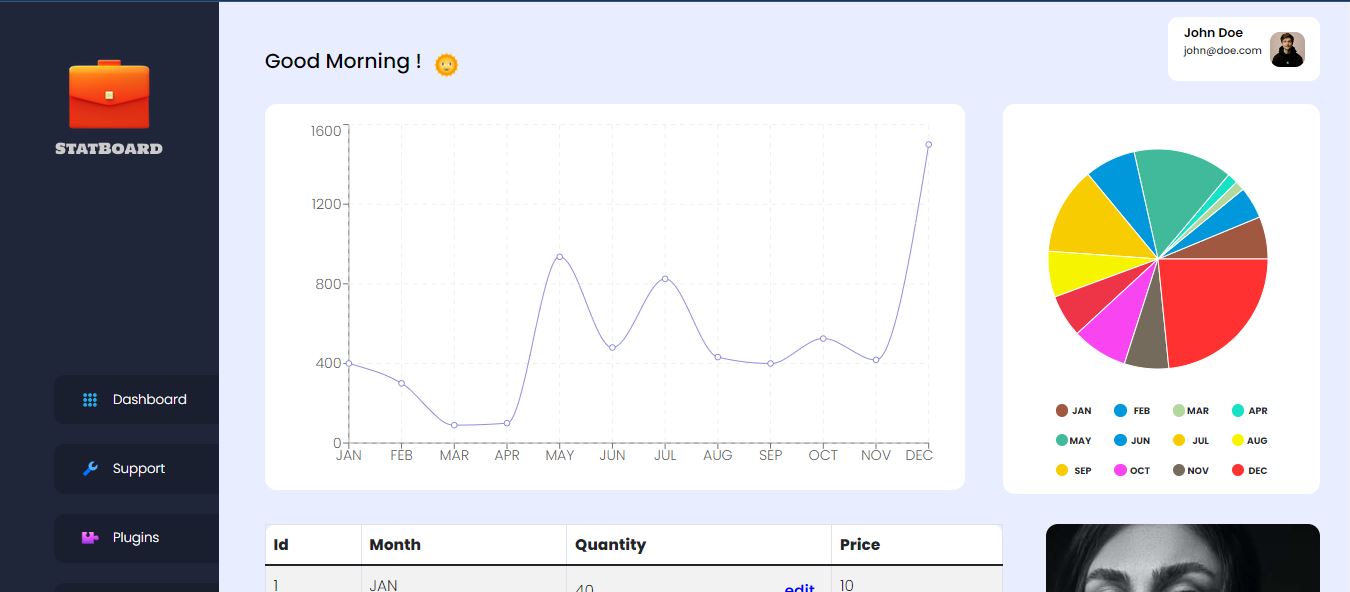 STATBOARD
Dashboard
Support
Plugins
Good Morning !
John Doe
john@doe.com
1600
1200
800
400
0
JAN FEB MAR APR MAY JUN JUL AUG SEP OCT NOV DEC
JAN FEB MAR APR
MAY JUN JUL AUG
SEP OCT NOV DEC
Id Month Quantity Price
1 JAN 40 edit 10